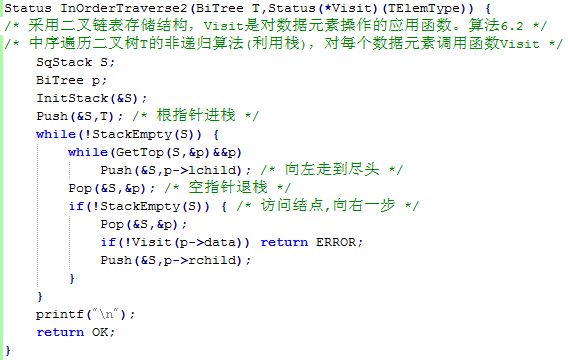 Status InOrderTraverse2(BiTree T,Status(*Visit)(TElemType)) {
/* 采用二叉链表存储结构，Visit是对数据元素操作的应用函数。算法6.2 */
/* 中序遍历二叉树T的非递归算法(利用栈)，对每个数据元素调用函数Visit */
    SqStack S;
    BiTree p;
    InitStack(&S);
    Push(&S,T); /* 根指针进栈 */
    while(!StackEmpty(S)) {
        while(GetTop(S,&p)&&p)
            Push(&S,p->lchild); /* 向左走到尽头 */
        Pop(&S,&p); /* 空指针退栈 */
        if(!StackEmpty(S)) { /* 访问结点,向右一步 */
            Pop(&S,&p);
            if(!Visit(p->data)) return ERROR;
            Push(&S,p->rchild);
        }
    }
    printf("\n");
    return OK;
}